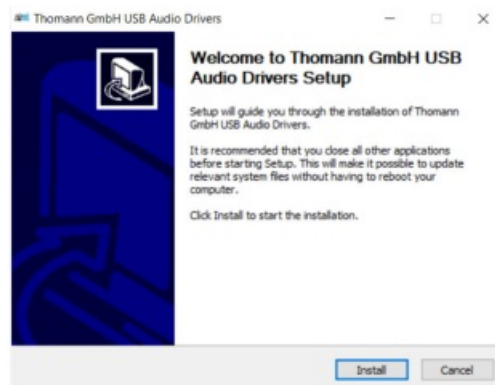 Thomann GmbH USB Audio Drivers
Welcome to Thomann GmbH USB
Audio Drivers Setup
Setup will guide you through the installation of Thomann
GmbH USB Audio Drivers.
It is recommended that you close all other applications
before starting Setup. This will make it possible to update
relevant system files without having to reboot your
computer.
Click Install to start the installation.
Install
Cancel